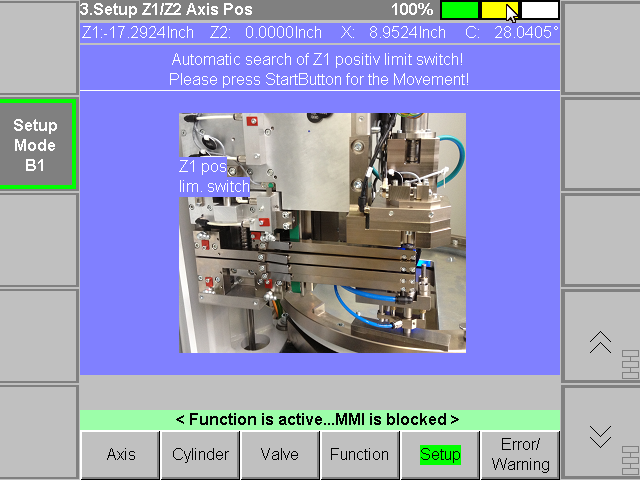 3.Setup Z1/Z2 Axis Pos 100%
Z1:-17.2924Inch Z2: 0.0000Inch X: 8.9524Inch C: 28.0405°
Automatic search of Z1 positiv limit switch!
Please press StartButton for the Movement!
Setup
Mode
B1
Z1 pos
lim. switch
< Function is active...MMI is blocked >
Axis Cylinder Valve Function Setup Error/
Warning